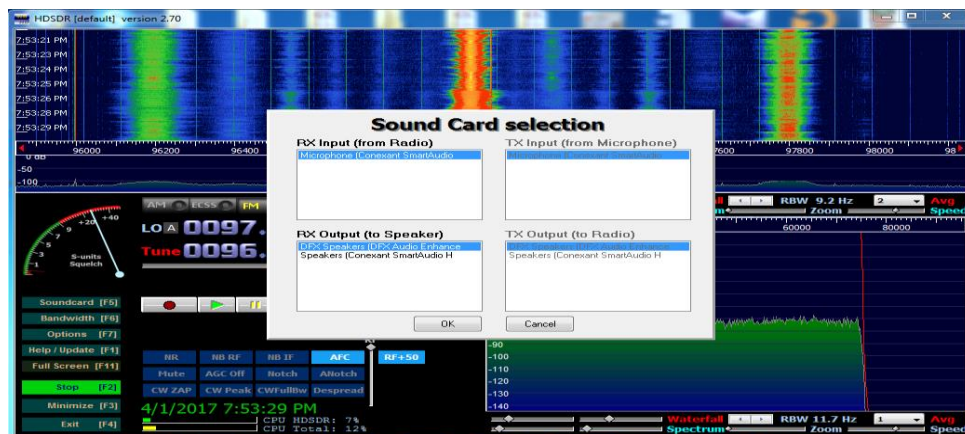 HDSDR [default] version 2.70
7:53:21 PM
7:53:23 PM
7:53:24 PM
7:53:25 PM
7:53:26 PM
7:53:28 PM
7:53:29 PM
96000 96200 96400 97600 97800 98000 98
0 dB
-50
-100
Sound Card selection
RX Input (from Radio)
Microphone (Conexant SmartAudio
TX Input (from Microphone)
Microphone (Conexant SmartAudio
RX Output (to Speaker)
DFX Speakers (DFX Audio Enhance
Speakers (Conexant SmartAudio H
TX Output (to Radio)
DFX Speakers (DFX Audio Enhance
Speakers (Conexant SmartAudio H
OK Cancel
RBW 9.2 Hz 2 Avg
Zoom Speed
60000 80000
AM ECSS FM
LO A 0097.
Tune 0096.
+20 +40
1 3 5 7 9
S-units
Squelch
Soundcard [F5]
Bandwidth [F6]
Options [F7]
Help / Update [F1]
Full Screen [F11]
Stop [F2]
Minimize [F3]
Exit [F4]
NR NB RF NB IF AFC RF+50
Mute AGC Off Notch ANotch
CW ZAP CW Peak CWFullBw Despread
4/1/2017 7:53:29 PM
CPU HDSDR: 7%
CPU Total: 12%
-90
-100
-110
-120
-130
-140
Waterfall RBW 11.7 Hz 1 Avg
Spectrum Zoom Speed